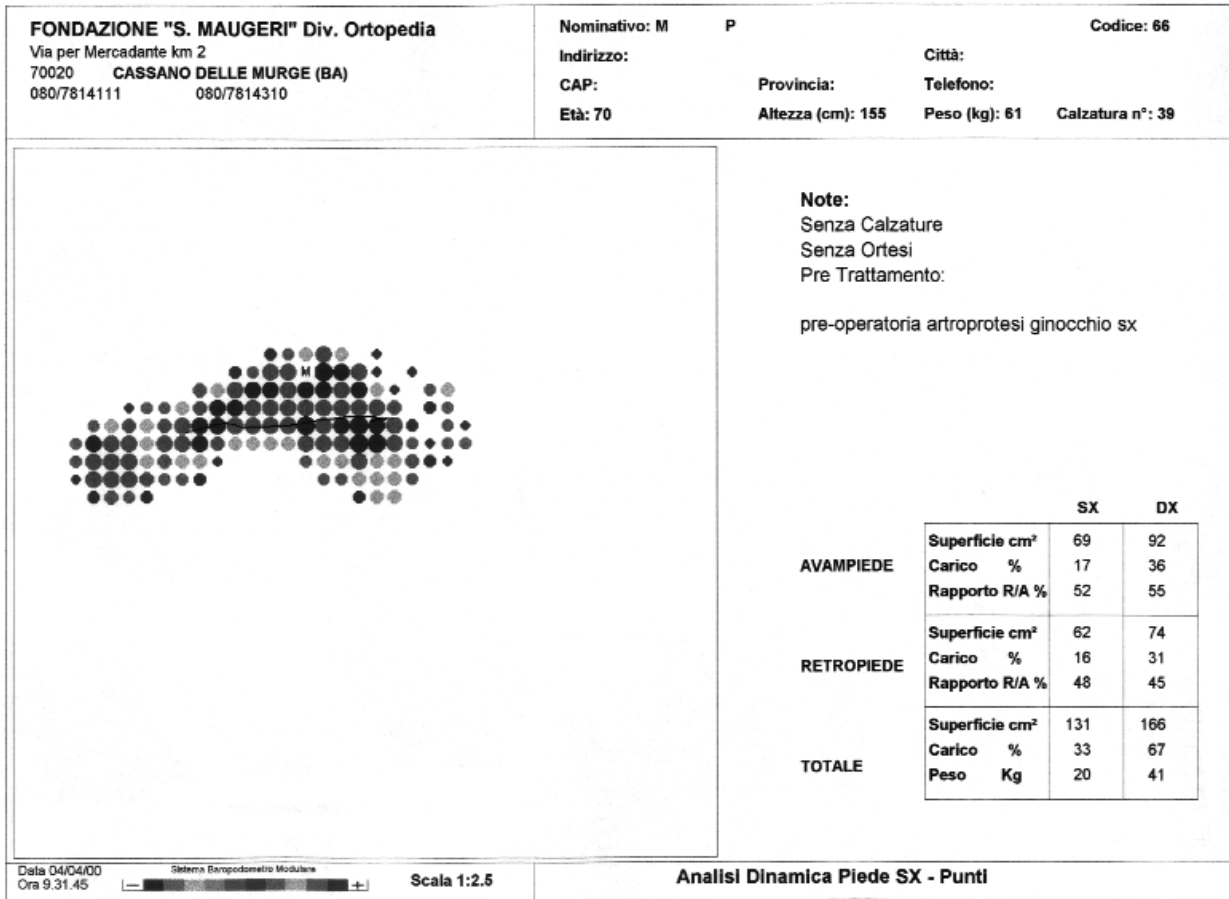 FONDAZIONE "S. MAUGERI" Div. Ortopedia
Via per Mercadante km 2
70020 CASSANO DELLE MURGE (BA)
080/7814111 080/7814310
Nominativo: M P Codice: 66
Indirizzo: Città:
CAP: Provincia: Telefono:
Età: 70 Altezza (cm): 155 Peso (kg): 61 Calzatura n°: 39
Note:
Senza Calzature
Senza Ortesi
Pre Trattamento:
pre-operatoria artroprotesi ginocchio sx
M
SX DX
AVAMPIEDE
Superficie cm² 69 92
Carico % 17 36
Rapporto R/A % 52 55
RETROPIEDE
Superficie cm² 62 74
Carico % 16 31
Rapporto R/A % 48 45
TOTALE
Superficie cm² 131 166
Carico % 33 67
Peso Kg 20 41
Data 04/04/00
Ora 9.31.45
Sistema Baropodometro Modulare
- +
Scala 1:2.5
Analisi Dinamica Piede SX - Punti